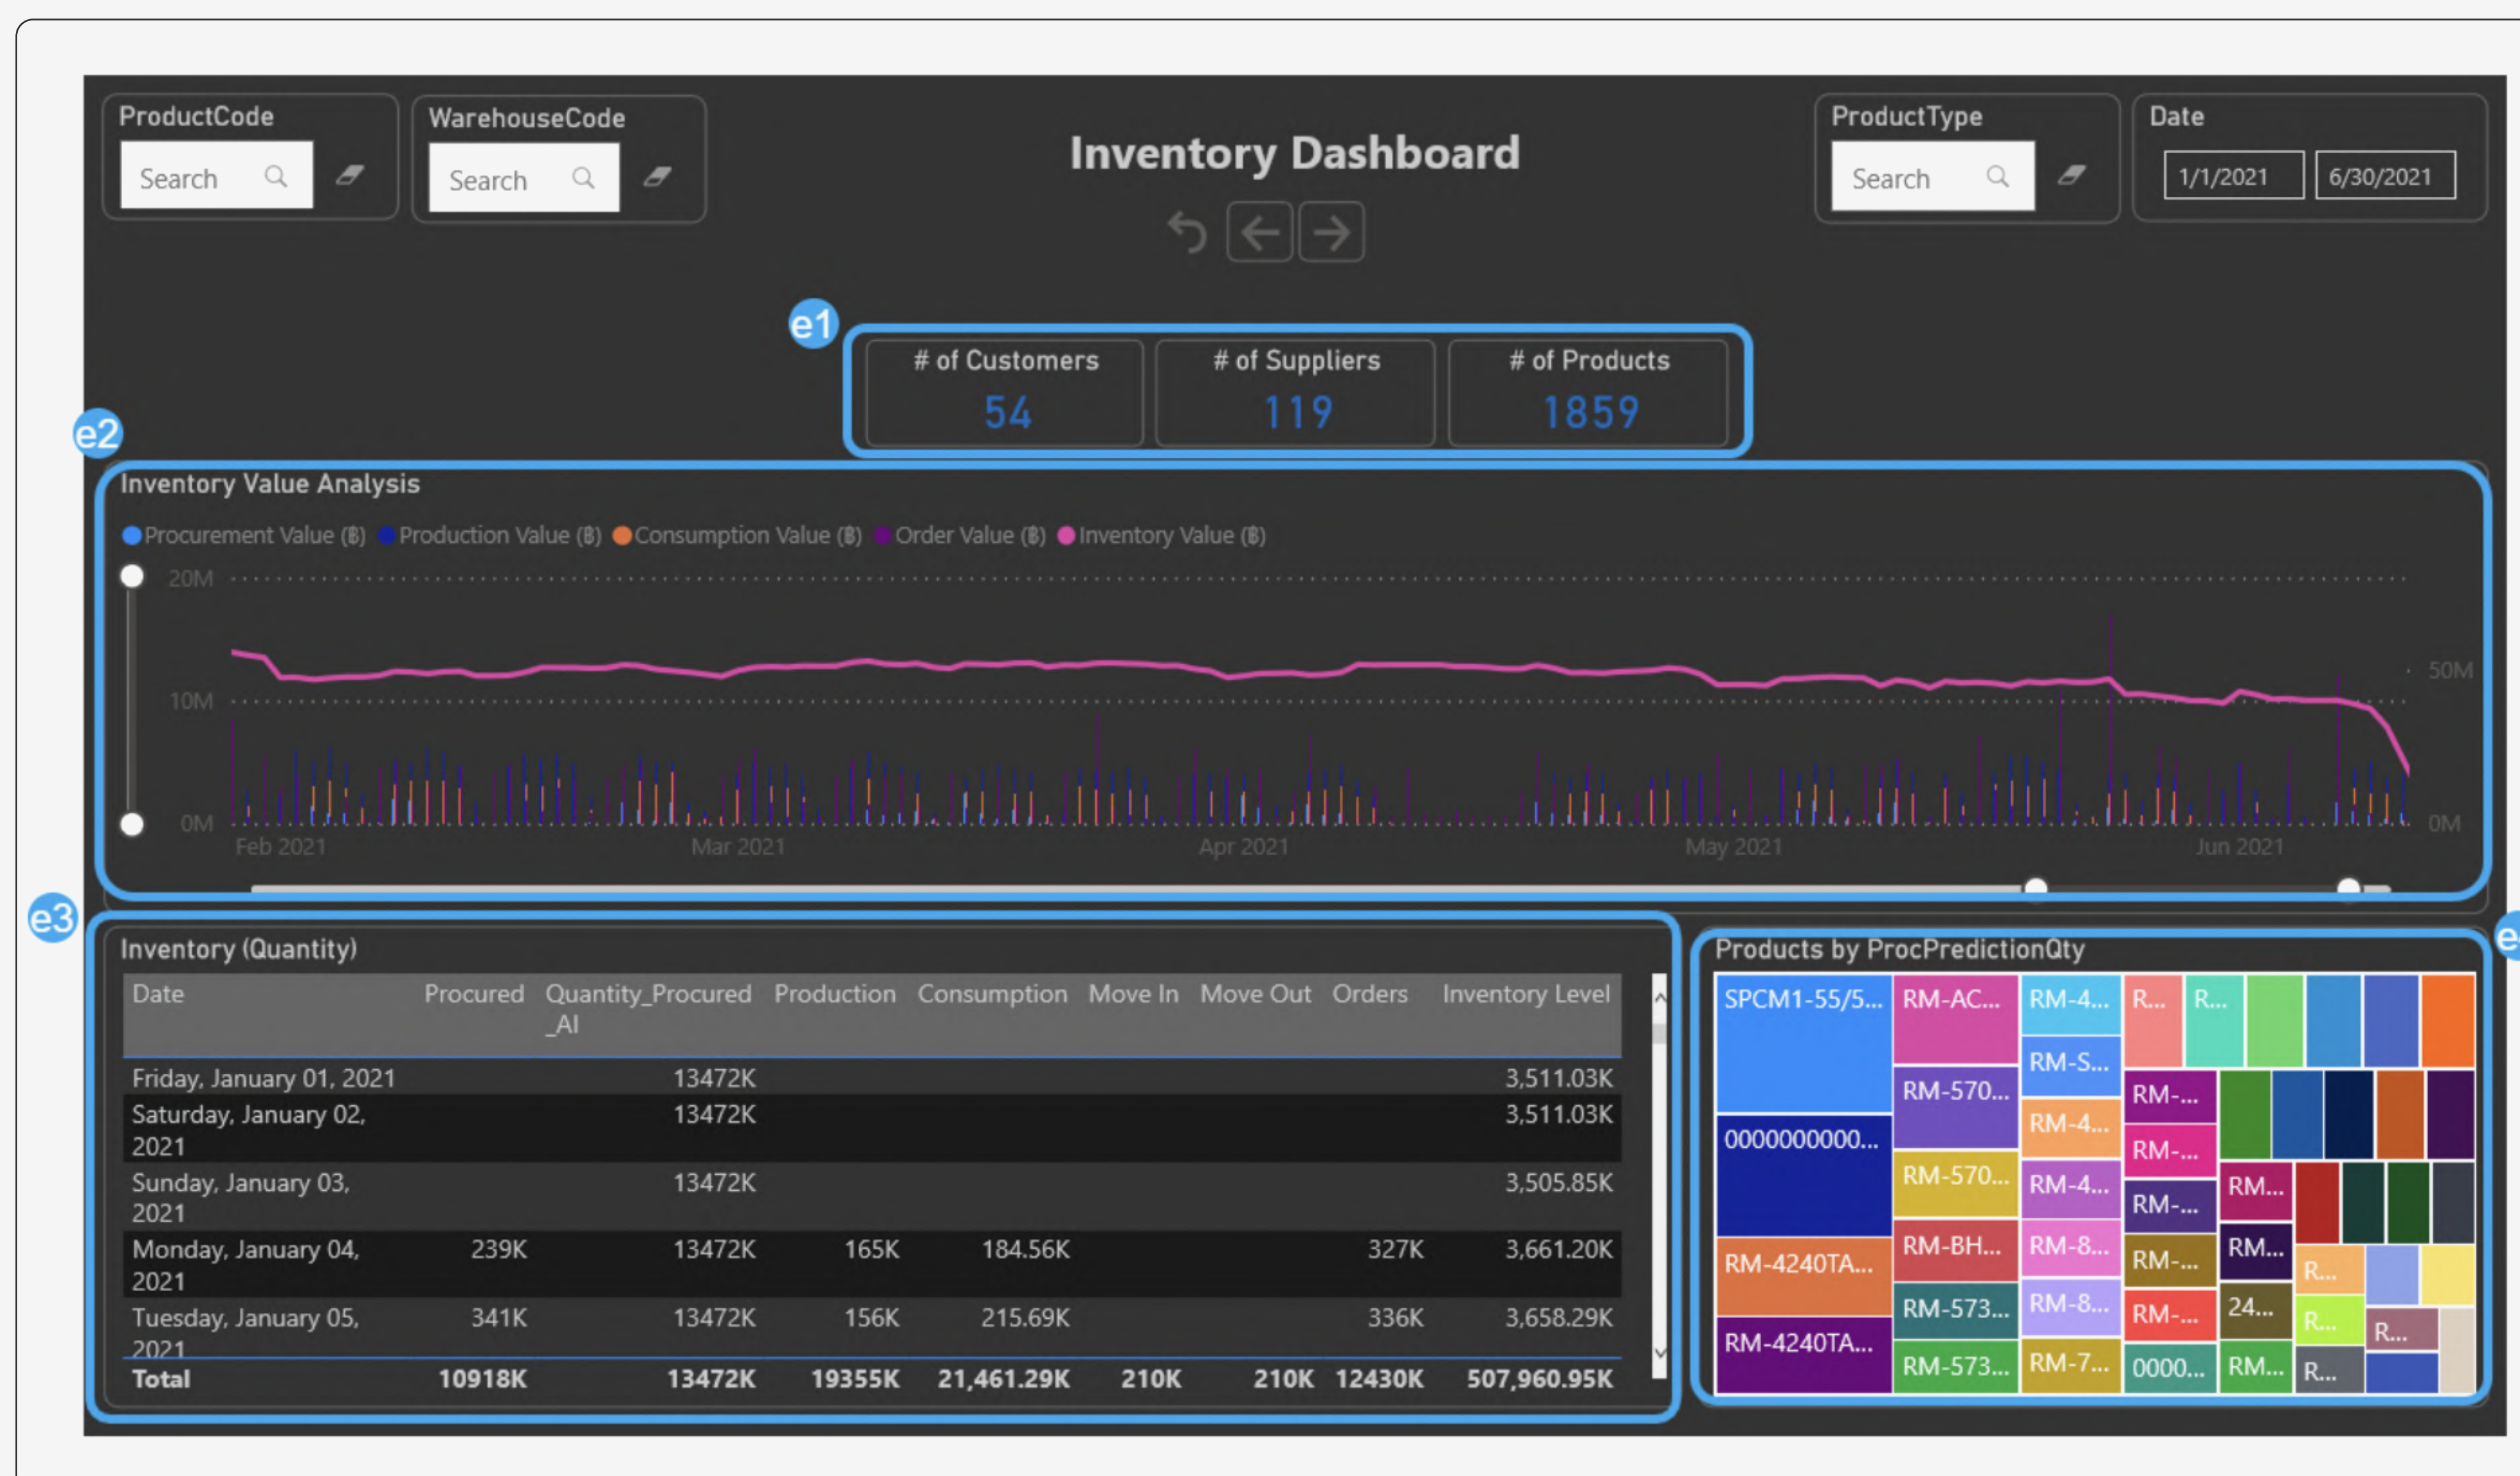 ProductCode
Search
WarehouseCode
Search
Inventory Dashboard
ProductType
Search
Date
1/1/2021 6/30/2021
e1
# of Customers
54
# of Suppliers
119
# of Products
1859
e2
Inventory Value Analysis
Procurement Value (฿) Production Value (฿) Consumption Value (฿) Order Value (฿) Inventory Value (฿)
20M
10M
0M
50M
0M
Feb 2021 Mar 2021 Apr 2021 May 2021 Jun 2021
e3
Inventory (Quantity)
Date Procured Quantity_Procured Production Consumption Move In Move Out Orders Inventory Level
_AI
Friday, January 01, 2021 13472K 3,511.03K
Saturday, January 02, 13472K 3,511.03K
2021
Sunday, January 03, 13472K 3,505.85K
2021
Monday, January 04, 239K 13472K 165K 184.56K 327K 3,661.20K
2021
Tuesday, January 05, 341K 13472K 156K 215.69K 336K 3,658.29K
2021
Total 10918K 13472K 19355K 21,461.29K 210K 210K 12430K 507,960.95K
Products by ProcPredictionQty
SPCM1-55/5...
0000000000...
RM-4240TA...
RM-4240TA...
RM-AC...
RM-570...
RM-570...
RM-BH...
RM-573...
RM-573...
RM-4...
RM-S...
RM-4...
RM-4...
RM-8...
RM-8...
RM-7...
R...
R...
RM-...
RM-...
RM-...
RM-...
RM-...
0000...
RM...
RM...
24...
RM...
R...
R...
R...
R...